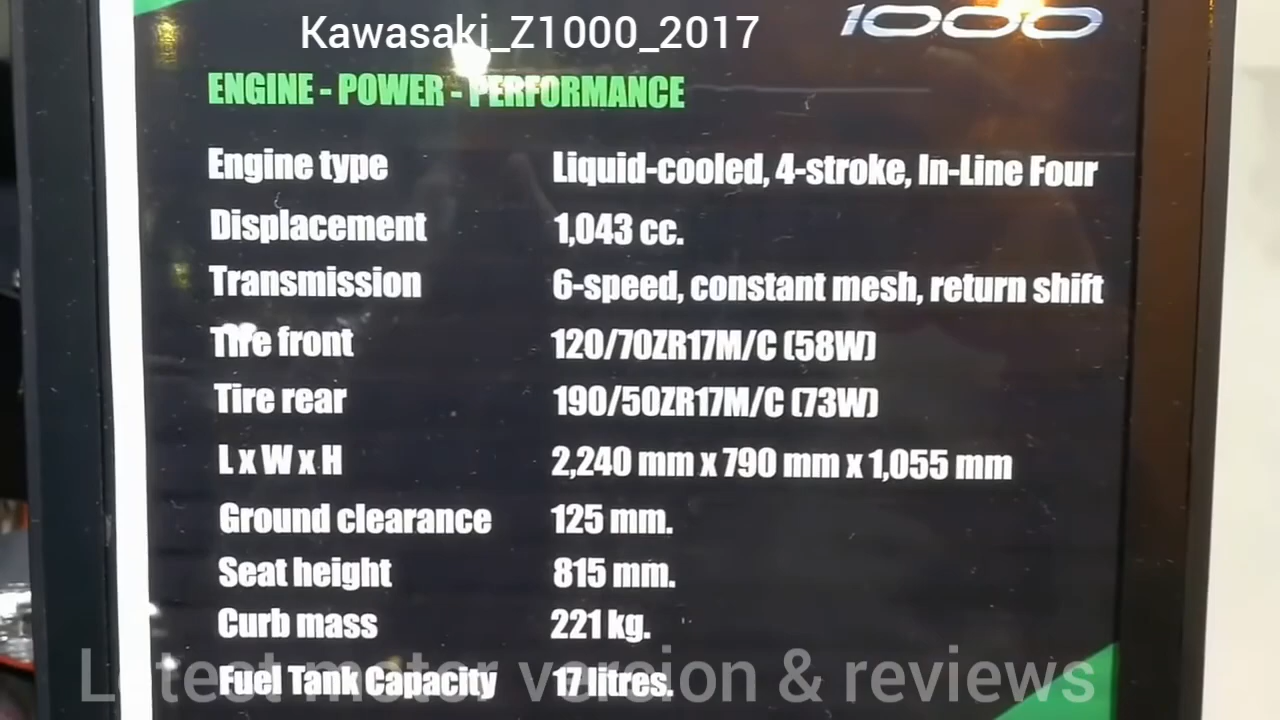 Kawasaki_Z1000_2017
1000
ENGINE - POWER - PERFORMANCE
Engine type Liquid-cooled, 4-stroke, In-Line Four
Displacement 1,043 cc.
Transmission 6-speed, constant mesh, return shift
Tire front 120/70ZR17M/C (58W)
Tire rear 190/50ZR17M/C (73W)
L x W x H 2,240 mm x 790 mm x 1,055 mm
Ground clearance 125 mm.
Seat height 815 mm.
Curb mass 221 kg.
Fuel Tank Capacity 17 litres.
Latest motor version & reviews